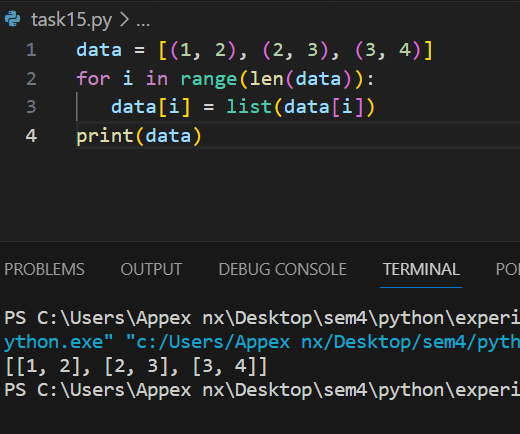 task15.py > ...
1 data = [(1, 2), (2, 3), (3, 4)]
2 for i in range(len(data)):
3 data[i] = list(data[i])
4 print(data)
PROBLEMS OUTPUT DEBUG CONSOLE TERMINAL PO
PS C:\Users\Appex nx\Desktop\sem4\python\experi
ython.exe" "c:/Users/Appex nx/Desktop/sem4/pyth
[[1, 2], [2, 3], [3, 4]]
PS C:\Users\Appex nx\Desktop\sem4\python\experi